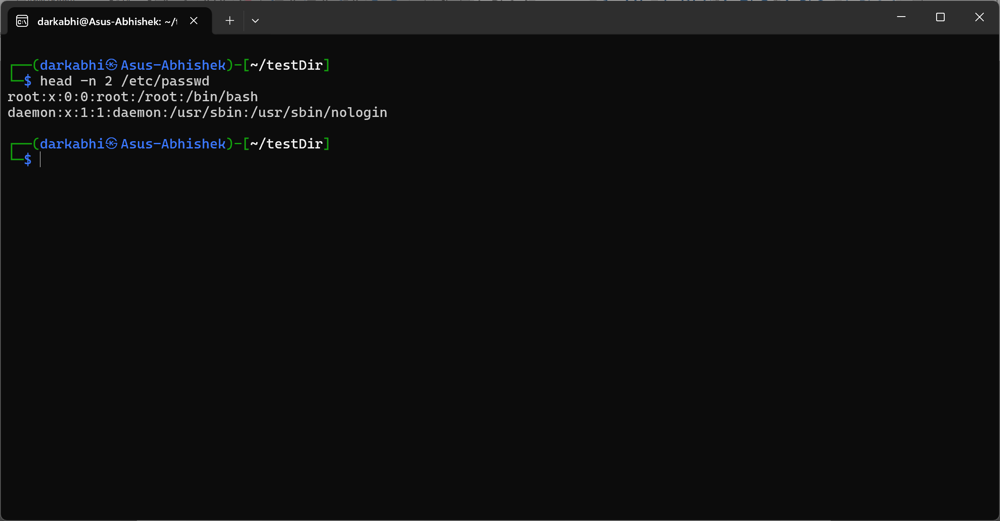 darkabhi@Asus-Abhishek: ~/t
┌──(darkabhi㉿Asus-Abhishek)-[~/testDir]
└─$ head -n 2 /etc/passwd
root:x:0:0:root:/root:/bin/bash
daemon:x:1:1:daemon:/usr/sbin:/usr/sbin/nologin
┌──(darkabhi㉿Asus-Abhishek)-[~/testDir]
└─$